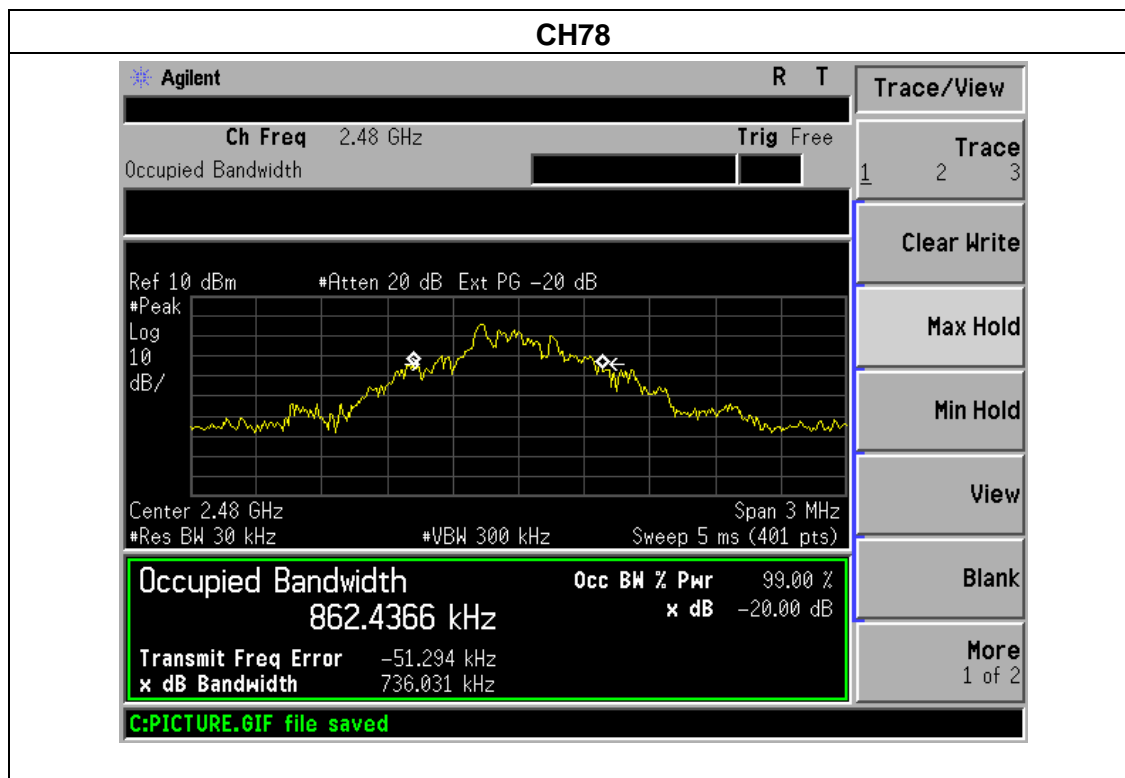 CH78
Agilent R T
Trace/View
Ch Freq 2.48 GHz Trig Free
Occupied Bandwidth
Trace
1 2 3
Clear Write
Ref 10 dBm #Atten 20 dB Ext PG -20 dB
#Peak
Log
10
dB/
Max Hold
Min Hold
View
Center 2.48 GHz Span 3 MHz
#Res BW 30 kHz #VBW 300 kHz Sweep 5 ms (401 pts)
Occupied Bandwidth Occ BW % Pwr 99.00 %
862.4366 kHz x dB -20.00 dB
Blank
Transmit Freq Error -51.294 kHz
x dB Bandwidth 736.031 kHz
More
1 of 2
C:PICTURE.GIF file saved